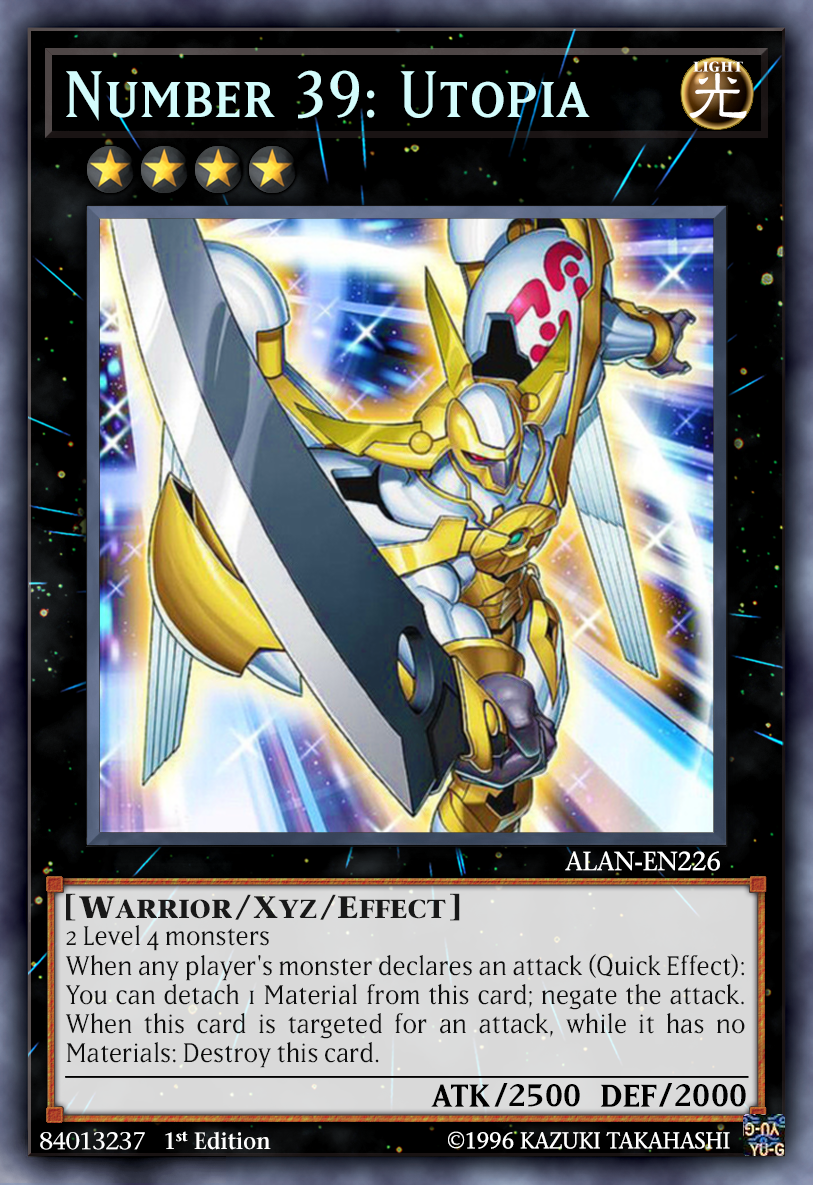 Number 39: Utopia
LIGHT
光
ALAN-EN226
[Warrior/Xyz/Effect]
2 Level 4 monsters
When any player's monster declares an attack (Quick Effect):
You can detach 1 Material from this card; negate the attack.
When this card is targeted for an attack, while it has no
Materials: Destroy this card.
ATK/2500 DEF/2000
84013237 1st Edition ©1996 KAZUKI TAKAHASHI
YU-G
YU-G